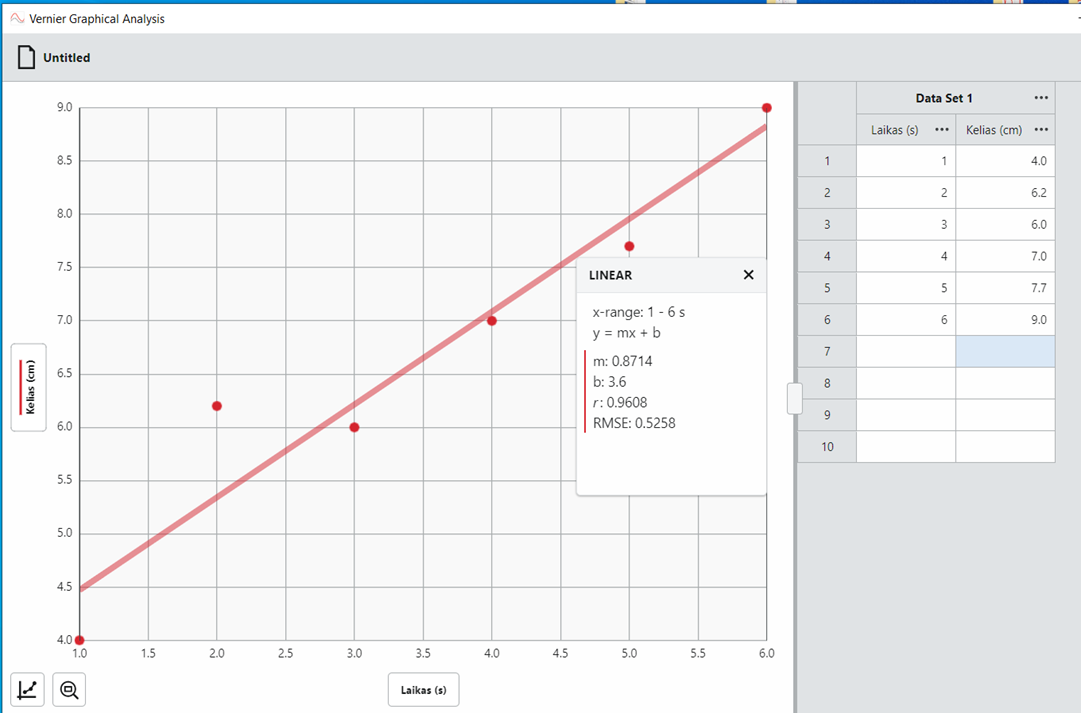 Vernier Graphical Analysis
Untitled
9.0
8.5
8.0
7.5
7.0
6.5
6.0
5.5
5.0
4.5
4.0
Kelias (cm)
1.0 1.5 2.0 2.5 3.0 3.5 4.0 4.5 5.0 5.5 6.0
Laikas (s)
LINEAR ✕
x-range: 1 - 6 s
y = mx + b
m: 0.8714
b: 3.6
r: 0.9608
RMSE: 0.5258
Data Set 1 ...
Laikas (s) ... Kelias (cm) ...
1 1 4.0
2 2 6.2
3 3 6.0
4 4 7.0
5 5 7.7
6 6 9.0
7
8
9
10